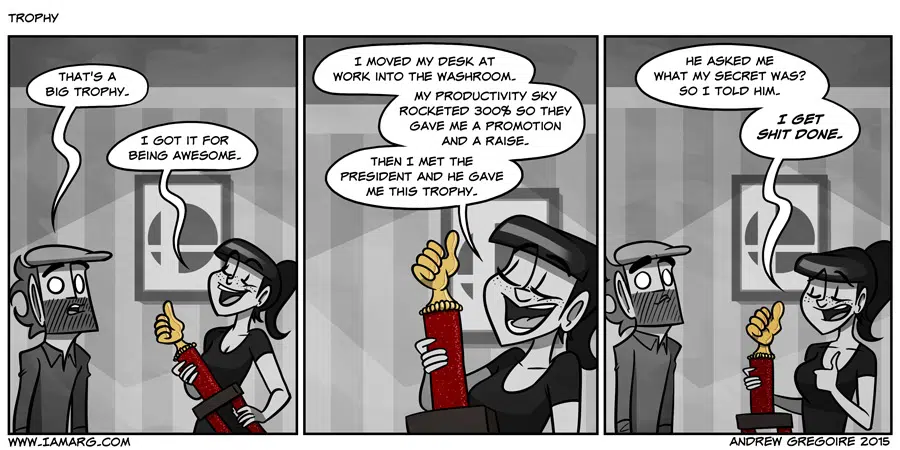 TROPHY
THAT'S A
BIG TROPHY.
I GOT IT FOR
BEING AWESOME.
I MOVED MY DESK AT
WORK INTO THE WASHROOM.
MY PRODUCTIVITY SKY
ROCKETED 300% SO THEY
GAVE ME A PROMOTION
AND A RAISE.
THEN I MET THE
PRESIDENT AND HE GAVE
ME THIS TROPHY.
HE ASKED ME
WHAT MY SECRET WAS?
SO I TOLD HIM.
I GET
SHIT DONE.
WWW.IAMARG.COM
ANDREW GREGOIRE 2015